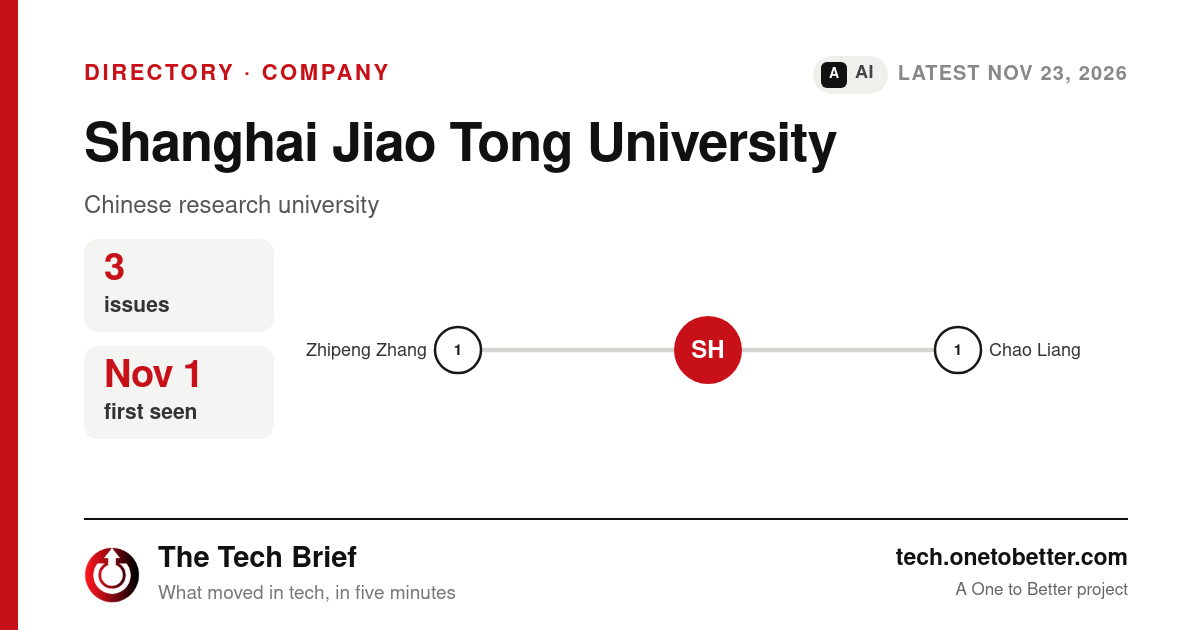 DIRECTORY · COMPANY
A AI LATEST NOV 23, 2026
Shanghai Jiao Tong University
Chinese research university
3
issues
Nov 1
first seen
Zhipeng Zhang 1 SH 1 Chao Liang
The Tech Brief
What moved in tech, in five minutes
tech.onetobetter.com
A One to Better project